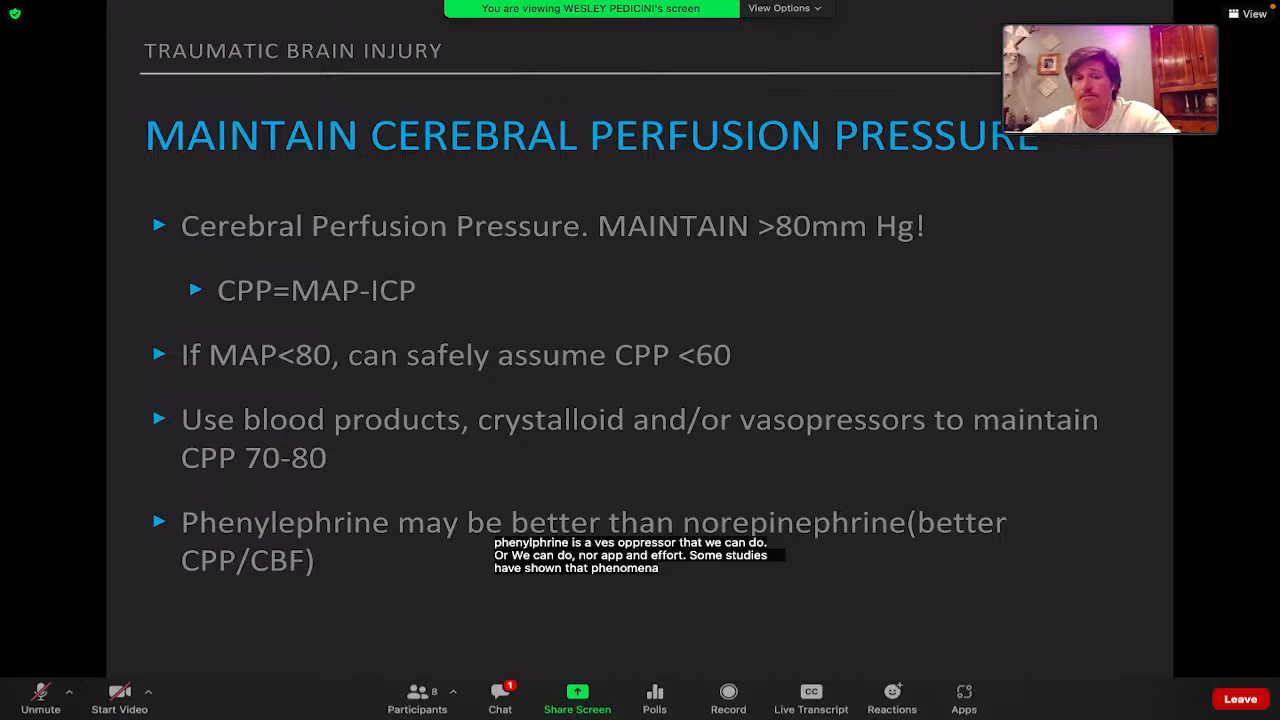 You are viewing WESLEY PEDICINI's screen
View Options
View
TRAUMATIC BRAIN INJURY
MAINTAIN CEREBRAL PERFUSION PRESSURE
Cerebral Perfusion Pressure. MAINTAIN >80mm Hg!
CPP=MAP-ICP
If MAP<80, can safely assume CPP <60
Use blood products, crystalloid and/or vasopressors to maintain
CPP 70-80
Phenylephrine may be better than norepinephrine(better
CPP/CBF)
phenylphrine is a ves oppressor that we can do.
Or We can do, nor app and effort. Some studies
have shown that phenomena
Unmute
Start Video
8
Participants
1
Chat
Share Screen
Polls
Record
CC
Live Transcript
Reactions
Apps
Leave